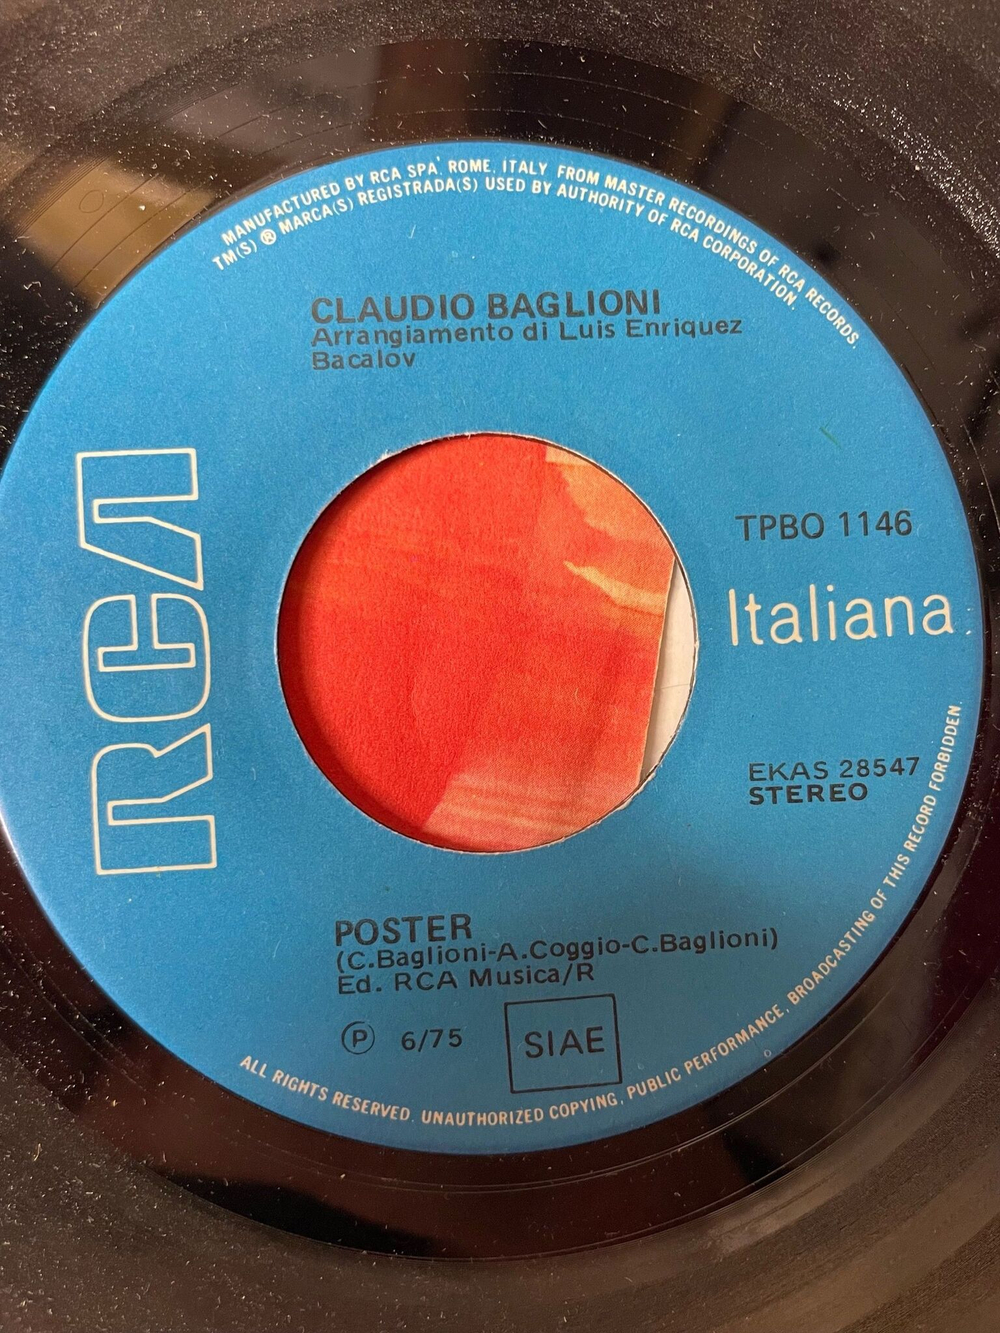 MANUFACTURED BY RCA SPA, ROME, ITALY FROM MASTER RECORDINGS OF RCA RECORDS.
TM(S) ® MARCA(S) REGISTRADA(S) USED BY AUTHORITY OF RCA CORPORATION.
CLAUDIO BAGLIONI
Arrangiamento di Luis Enriquez
Bacalov
RCA
TPBO 1146
Italiana
EKAS 28547
STEREO
POSTER
(C.Baglioni-A.Coggio-C.Baglioni)
Ed. RCA Musica/R
℗ 6/75
SIAE
ALL RIGHTS RESERVED. UNAUTHORIZED COPYING, PUBLIC PERFORMANCE, BROADCASTING OF THIS RECORD FORBIDDEN.